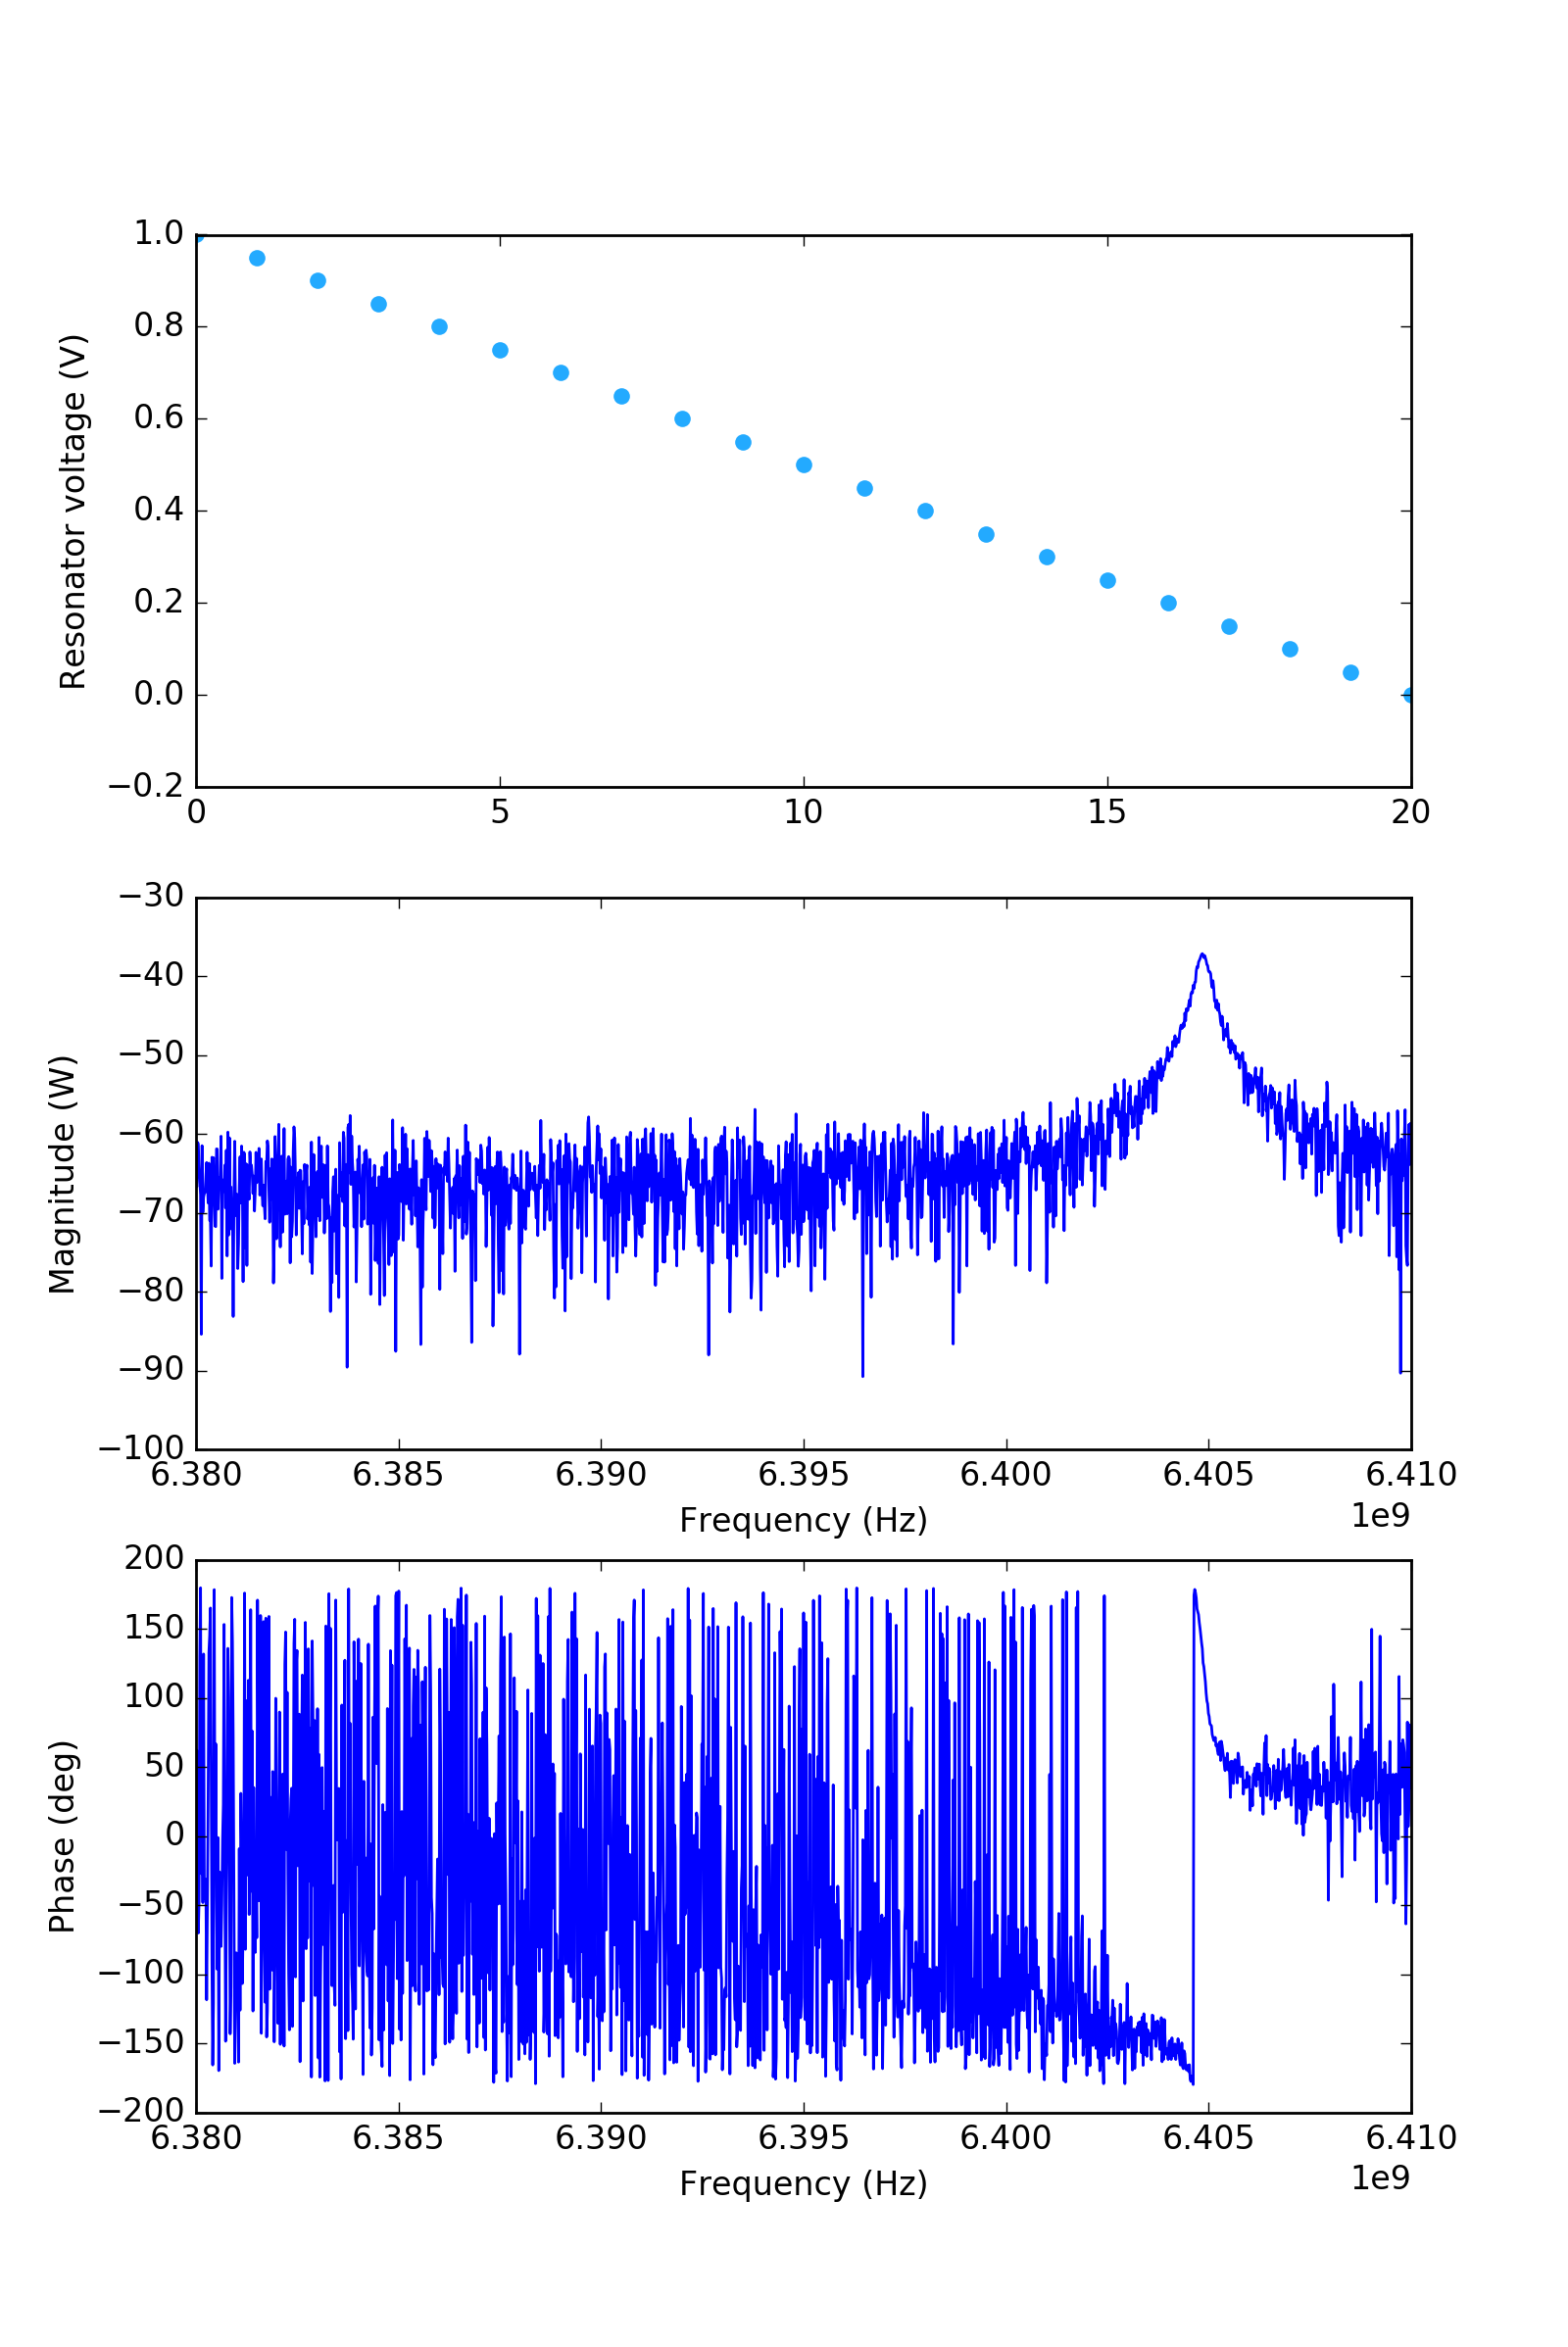 1.0
0.8
0.6
0.4
0.2
0.0
−0.2
Resonator voltage (V)
0 5 10 15 20
−30
−40
−50
−60
−70
−80
−90
−100
Magnitude (W)
6.380 6.385 6.390 6.395 6.400 6.405 6.410
Frequency (Hz)
1e9
200
150
100
50
0
−50
−100
−150
−200
Phase (deg)
6.380 6.385 6.390 6.395 6.400 6.405 6.410
Frequency (Hz)
1e9